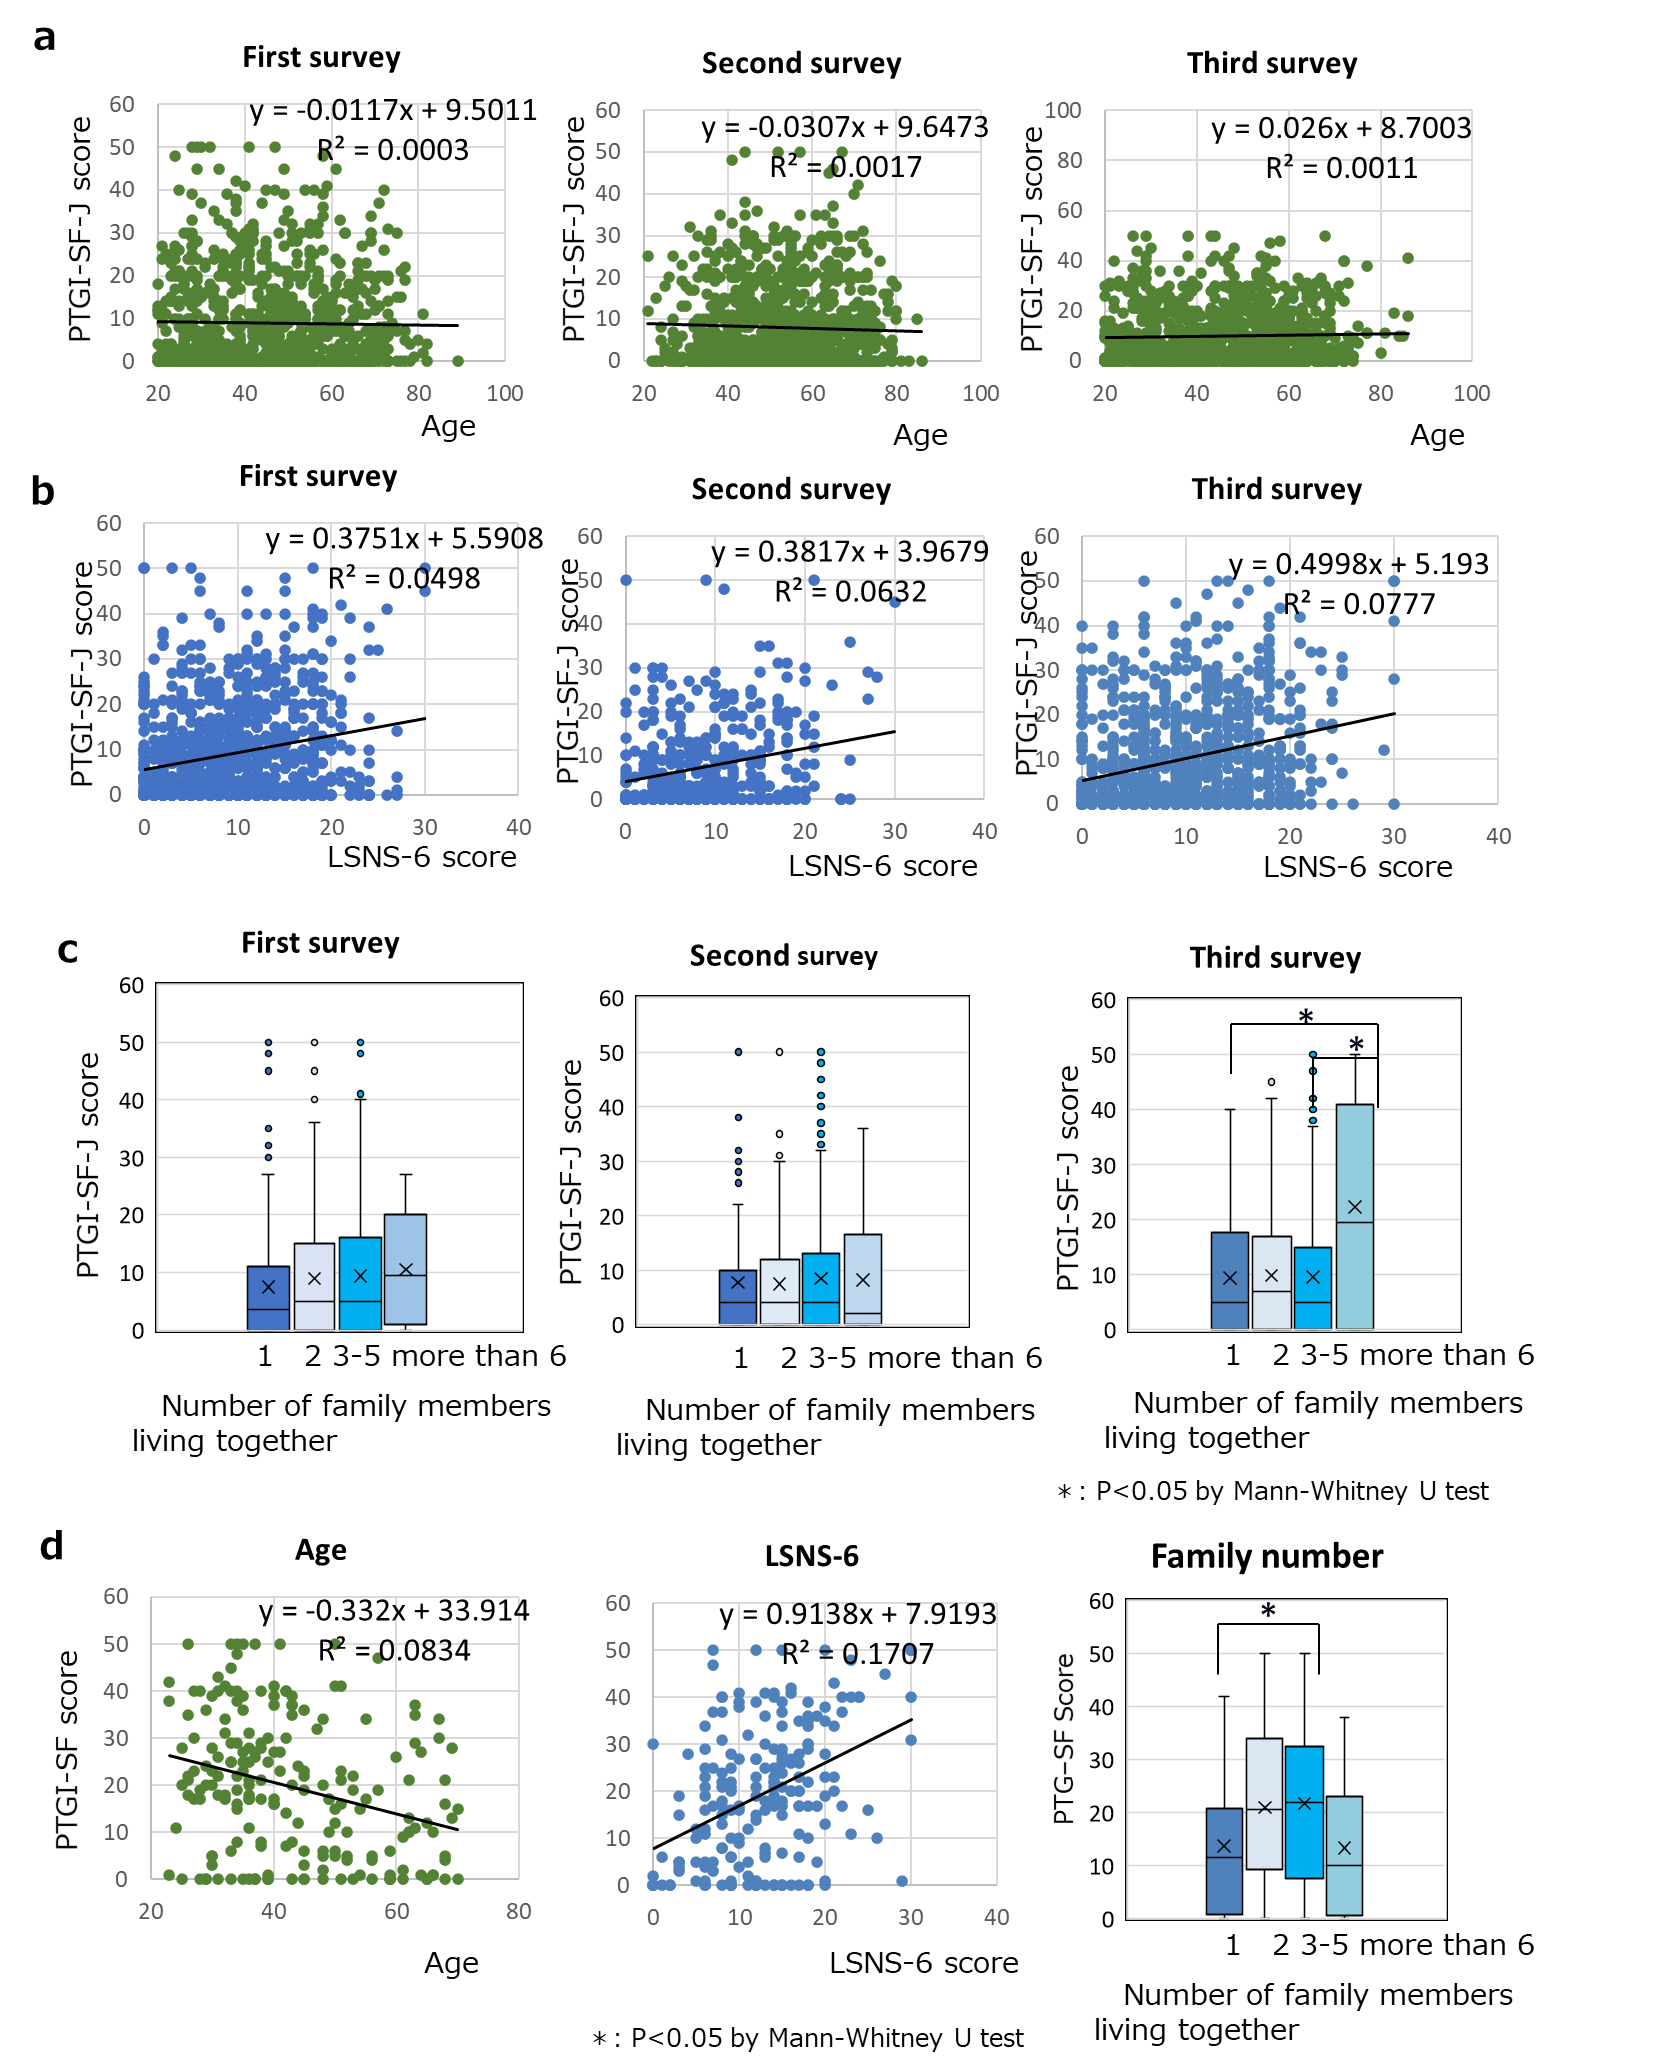 a
First survey
Second survey
Third survey
y = -0.0117x + 9.5011
R² = 0.0003
PTGI-SF-J score
60
50
40
30
20
10
0
20 40 60 80 100
Age
y = -0.0307x + 9.6473
R² = 0.0017
PTGI-SF-J score
60
50
40
30
20
10
0
20 40 60 80 100
Age
y = 0.026x + 8.7003
R² = 0.0011
PTGI-SF-J score
100
80
60
40
20
0
20 40 60 80 100
Age
b
First survey
Second survey
Third survey
y = 0.3751x + 5.5908
R² = 0.0498
PTGI-SF-J score
60
50
40
30
20
10
0
0 10 20 30 40
LSNS-6 score
y = 0.3817x + 3.9679
R² = 0.0632
PTGI-SF-J score
60
50
40
30
20
10
0
0 10 20 30 40
LSNS-6 score
y = 0.4998x + 5.193
R² = 0.0777
PTGI-SF-J score
60
50
40
30
20
10
0
0 10 20 30 40
LSNS-6 score
c
First survey
Second survey
Third survey
PTGI-SF-J score
60
50
40
30
20
10
0
1 2 3-5 more than 6
Number of family members
living together
PTGI-SF-J score
60
50
40
30
20
10
0
1 2 3-5 more than 6
Number of family members
living together
*
*
PTGI-SF-J score
60
50
40
30
20
10
0
1 2 3-5 more than 6
Number of family members
living together
＊: P<0.05 by Mann-Whitney U test
d
Age
LSNS-6
Family number
y = -0.332x + 33.914
R² = 0.0834
PTGI-SF score
60
50
40
30
20
10
0
20 40 60 80
Age
y = 0.9138x + 7.9193
R² = 0.1707
60
50
40
30
20
10
0
0 10 20 30 40
LSNS-6 score
*
PTG−SF Score
60
50
40
30
20
10
0
1 2 3-5 more than 6
Number of family members
living together
＊: P<0.05 by Mann-Whitney U test